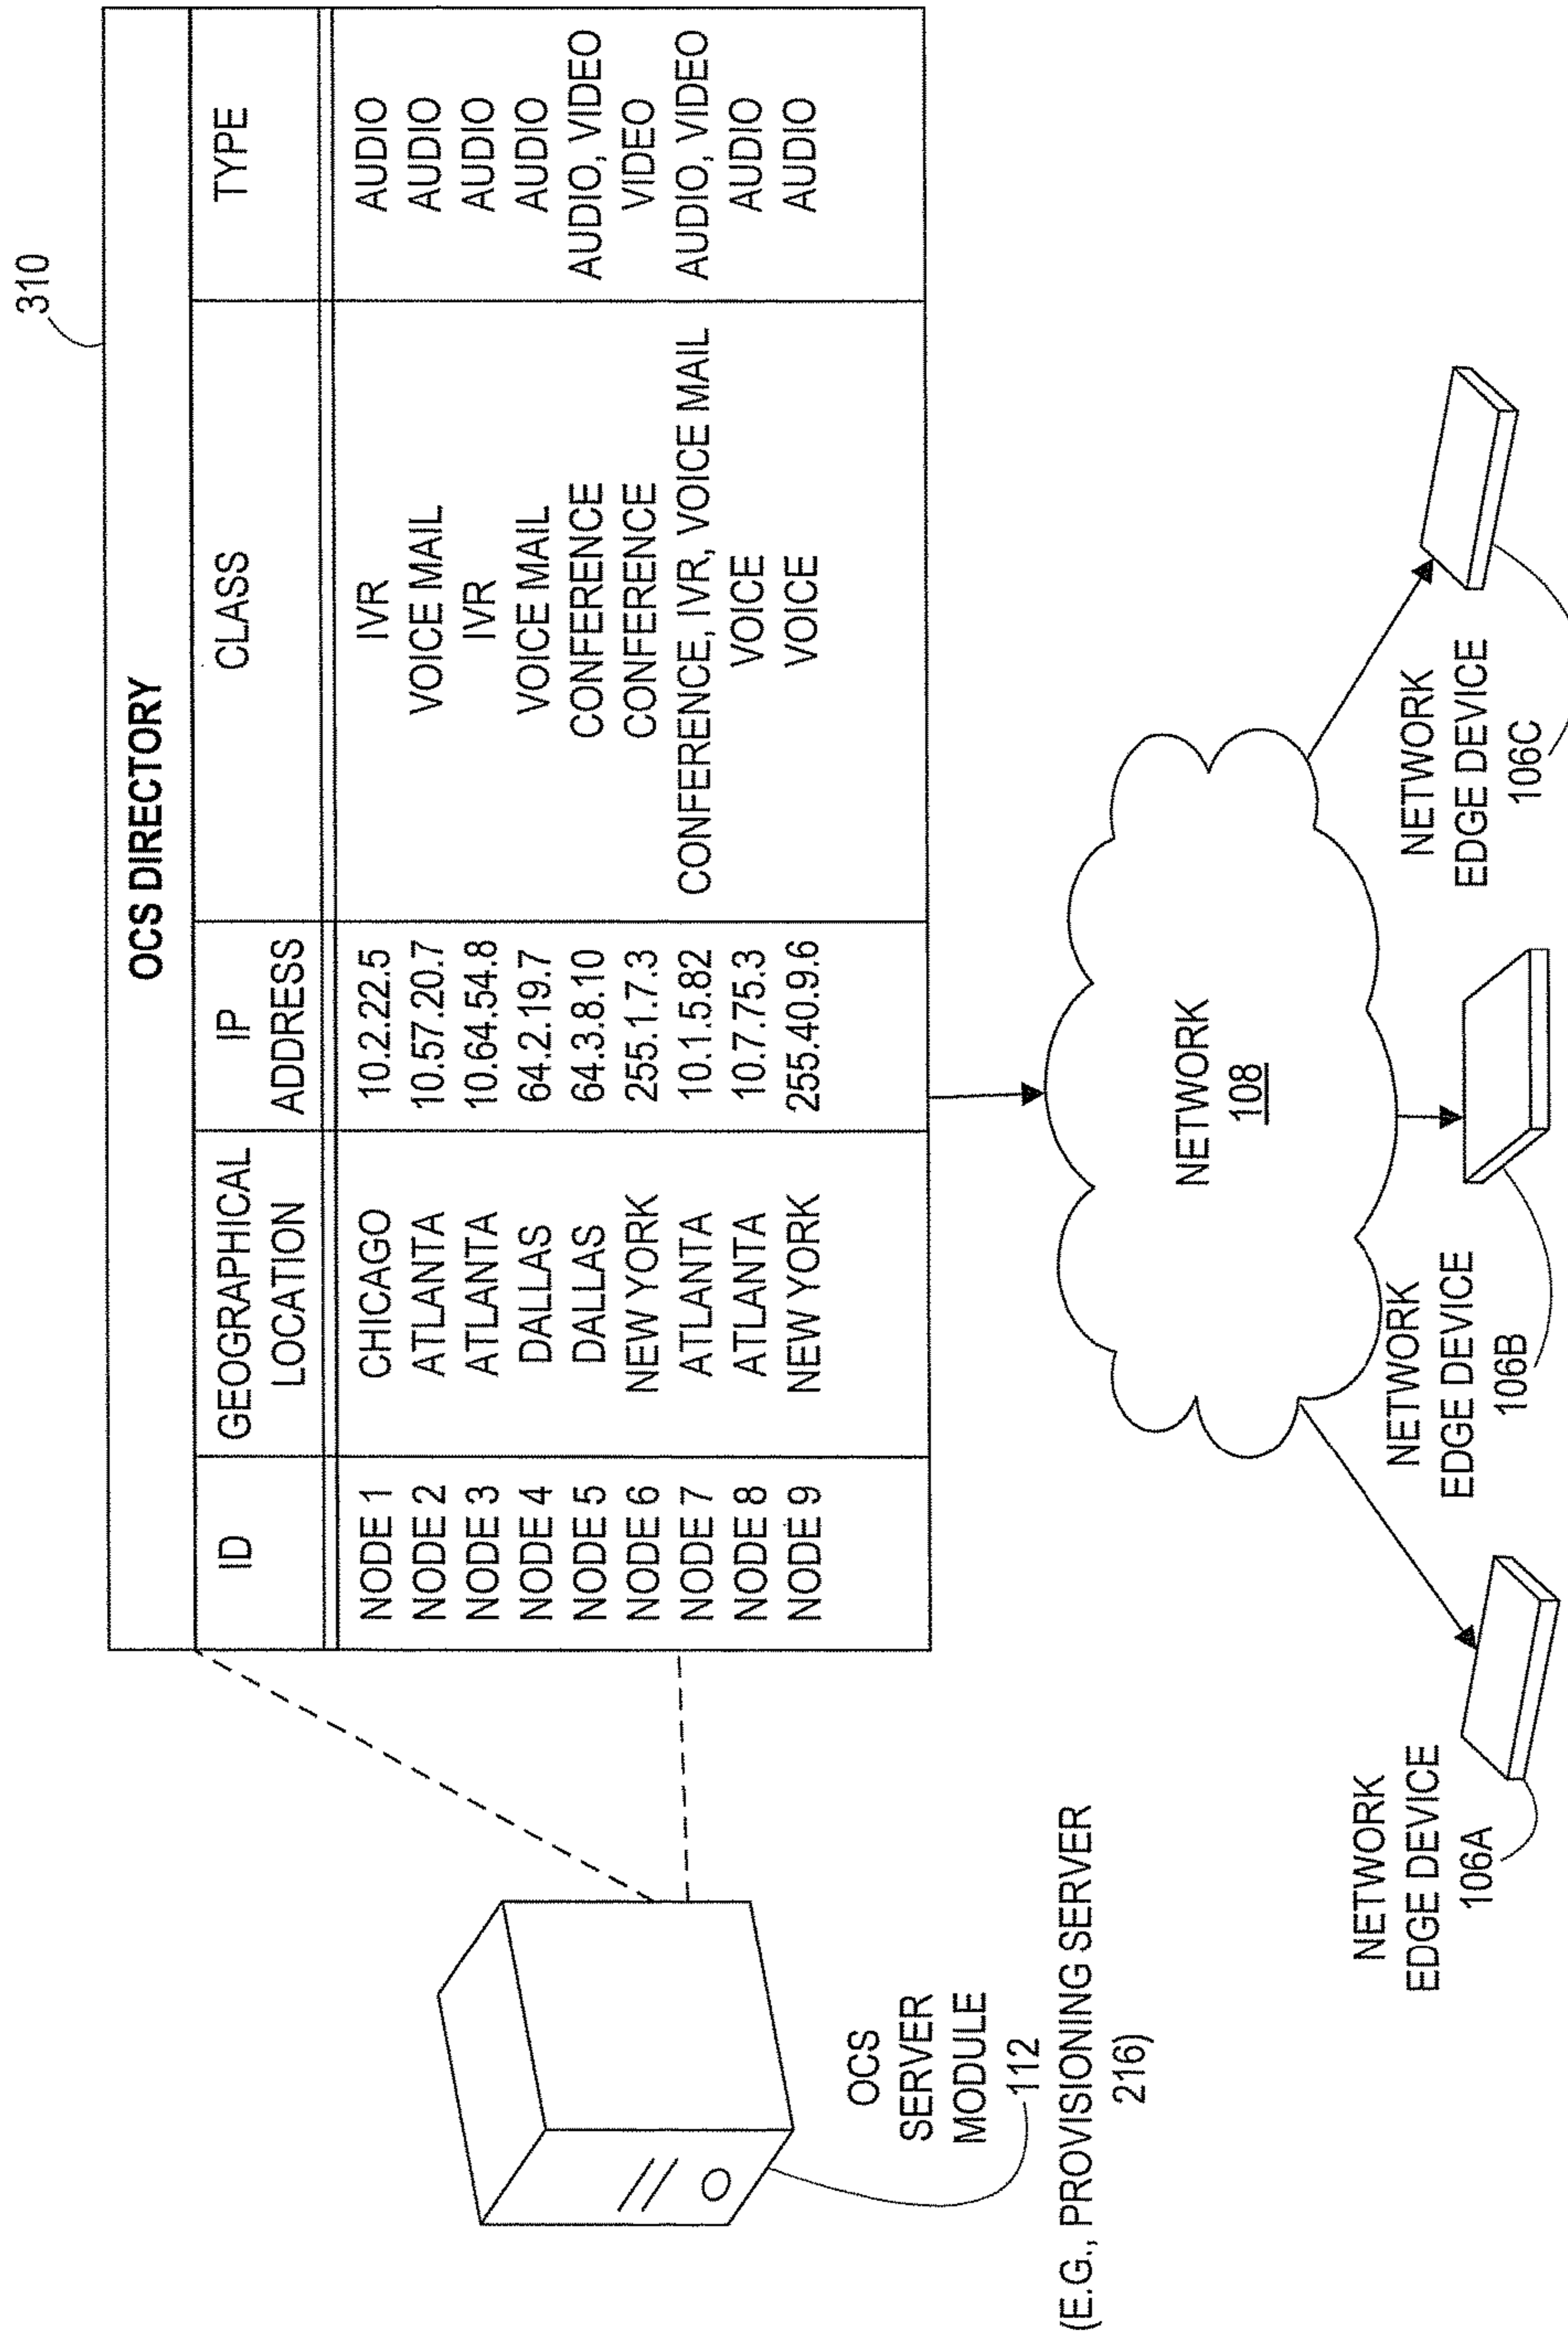 310
OCS DIRECTORY
ID GEOGRAPHICAL LOCATION IP ADDRESS CLASS TYPE
NODE 1 CHICAGO 10.2.22.5 IVR AUDIO
NODE 2 ATLANTA 10.57.20.7 VOICE MAIL AUDIO
NODE 3 ATLANTA 10.64.54.8 IVR AUDIO
NODE 4 DALLAS 64.2.19.7 VOICE MAIL AUDIO
NODE 5 DALLAS 64.3.8.10 CONFERENCE AUDIO, VIDEO
NODE 6 NEW YORK 255.1.7.3 CONFERENCE VIDEO
NODE 7 ATLANTA 10.1.5.82 CONFERENCE, IVR, VOICE MAIL AUDIO, VIDEO
NODE 8 ATLANTA 10.7.75.3 VOICE AUDIO
NODE 9 NEW YORK 255.40.9.6 VOICE AUDIO
OCS
SERVER
MODULE
112
(E.G., PROVISIONING SERVER
216)
NETWORK
108
NETWORK
EDGE DEVICE
106A
NETWORK
EDGE DEVICE
106B
NETWORK
EDGE DEVICE
106C